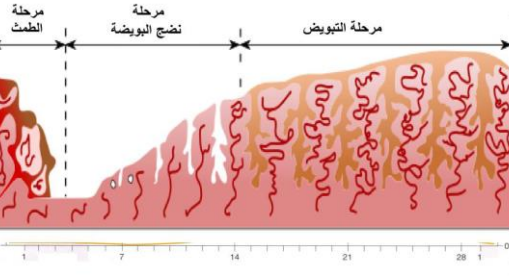 مرحلة
الطمث
مرحلة
نضج البويضة
مرحلة التبويض
1 7 14 21 28 1